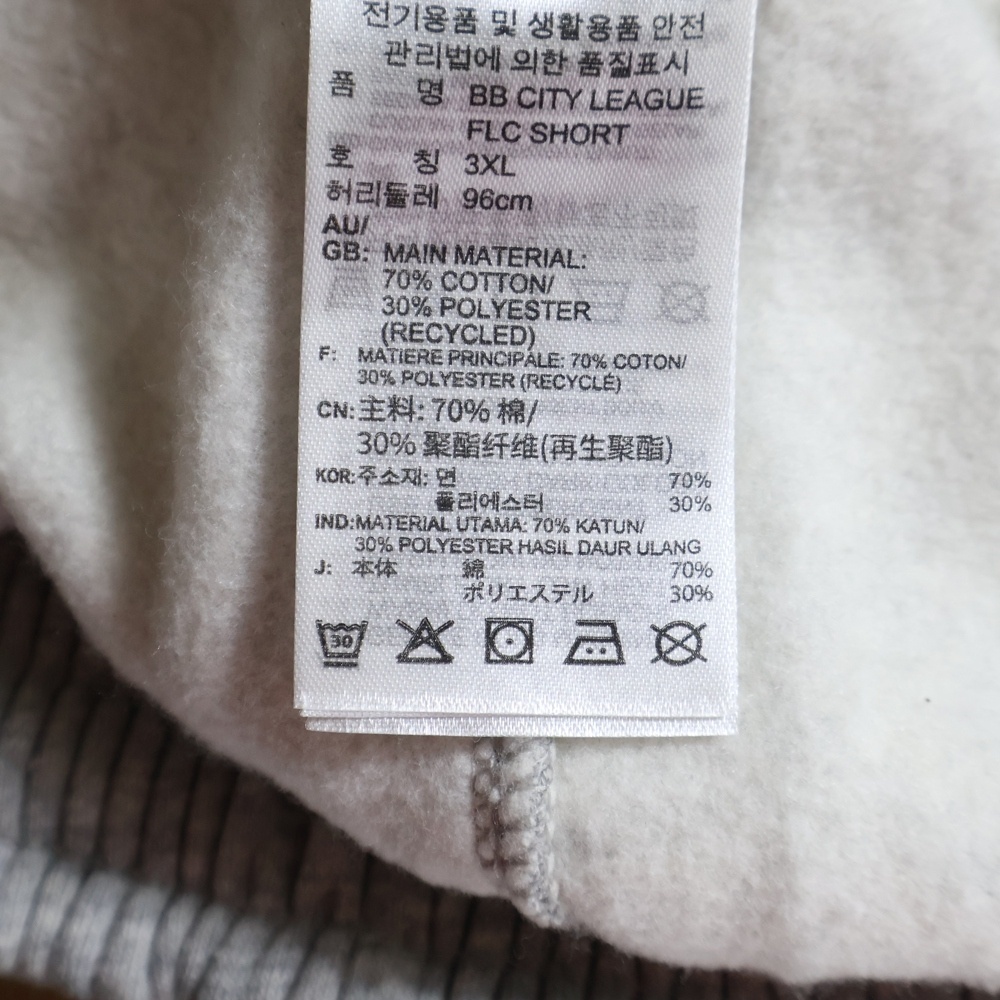 전기용품 및 생활용품 안전
관리법에 의한 품질표시
품 명 BB CITY LEAGUE
FLC SHORT
호 칭 3XL
허리둘레 96cm
AU/
GB: MAIN MATERIAL:
70% COTTON/
30% POLYESTER
(RECYCLED)
F: MATIERE PRINCIPALE: 70% COTON/
30% POLYESTER (RECYCLÉ)
CN: 主料: 70% 棉/
30% 聚酯纤维(再生聚酯)
KOR: 주소재: 면 70%
폴리에스터 30%
IND: MATERIAL UTAMA: 70% KATUN/
30% POLYESTER HASIL DAUR ULANG
J: 本体 綿 70%
ポリエステル 30%
30